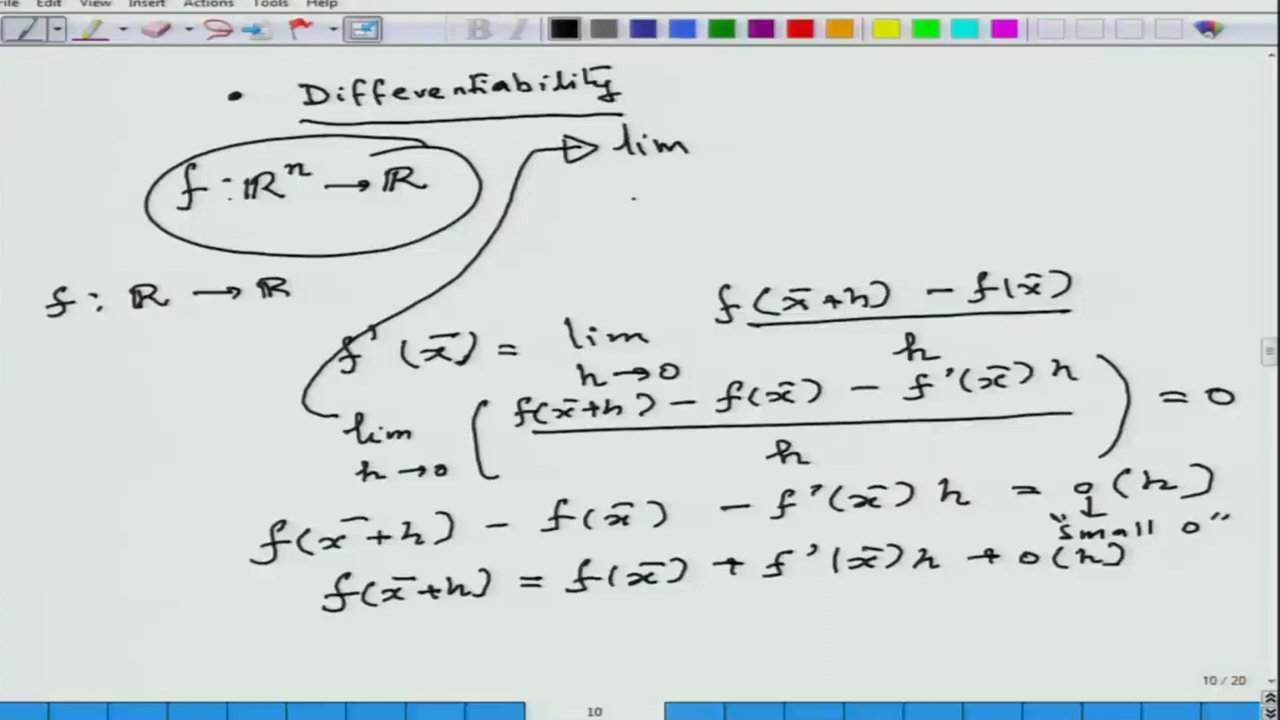 File Edit View Insert Actions Tools Help
• Differentiability
lim
f : ℝⁿ → ℝ
f : ℝ → ℝ
f'(x̄) = lim h→0 f(x̄+h) - f(x̄) / h
lim h→0 ( f(x̄+h) - f(x̄) - f'(x̄) h / h ) = 0
f(x̄+h) - f(x̄) - f'(x̄) h = o(h)
"small o"
f(x̄+h) = f(x̄) + f'(x̄)h + o(h)
10 / 20
10